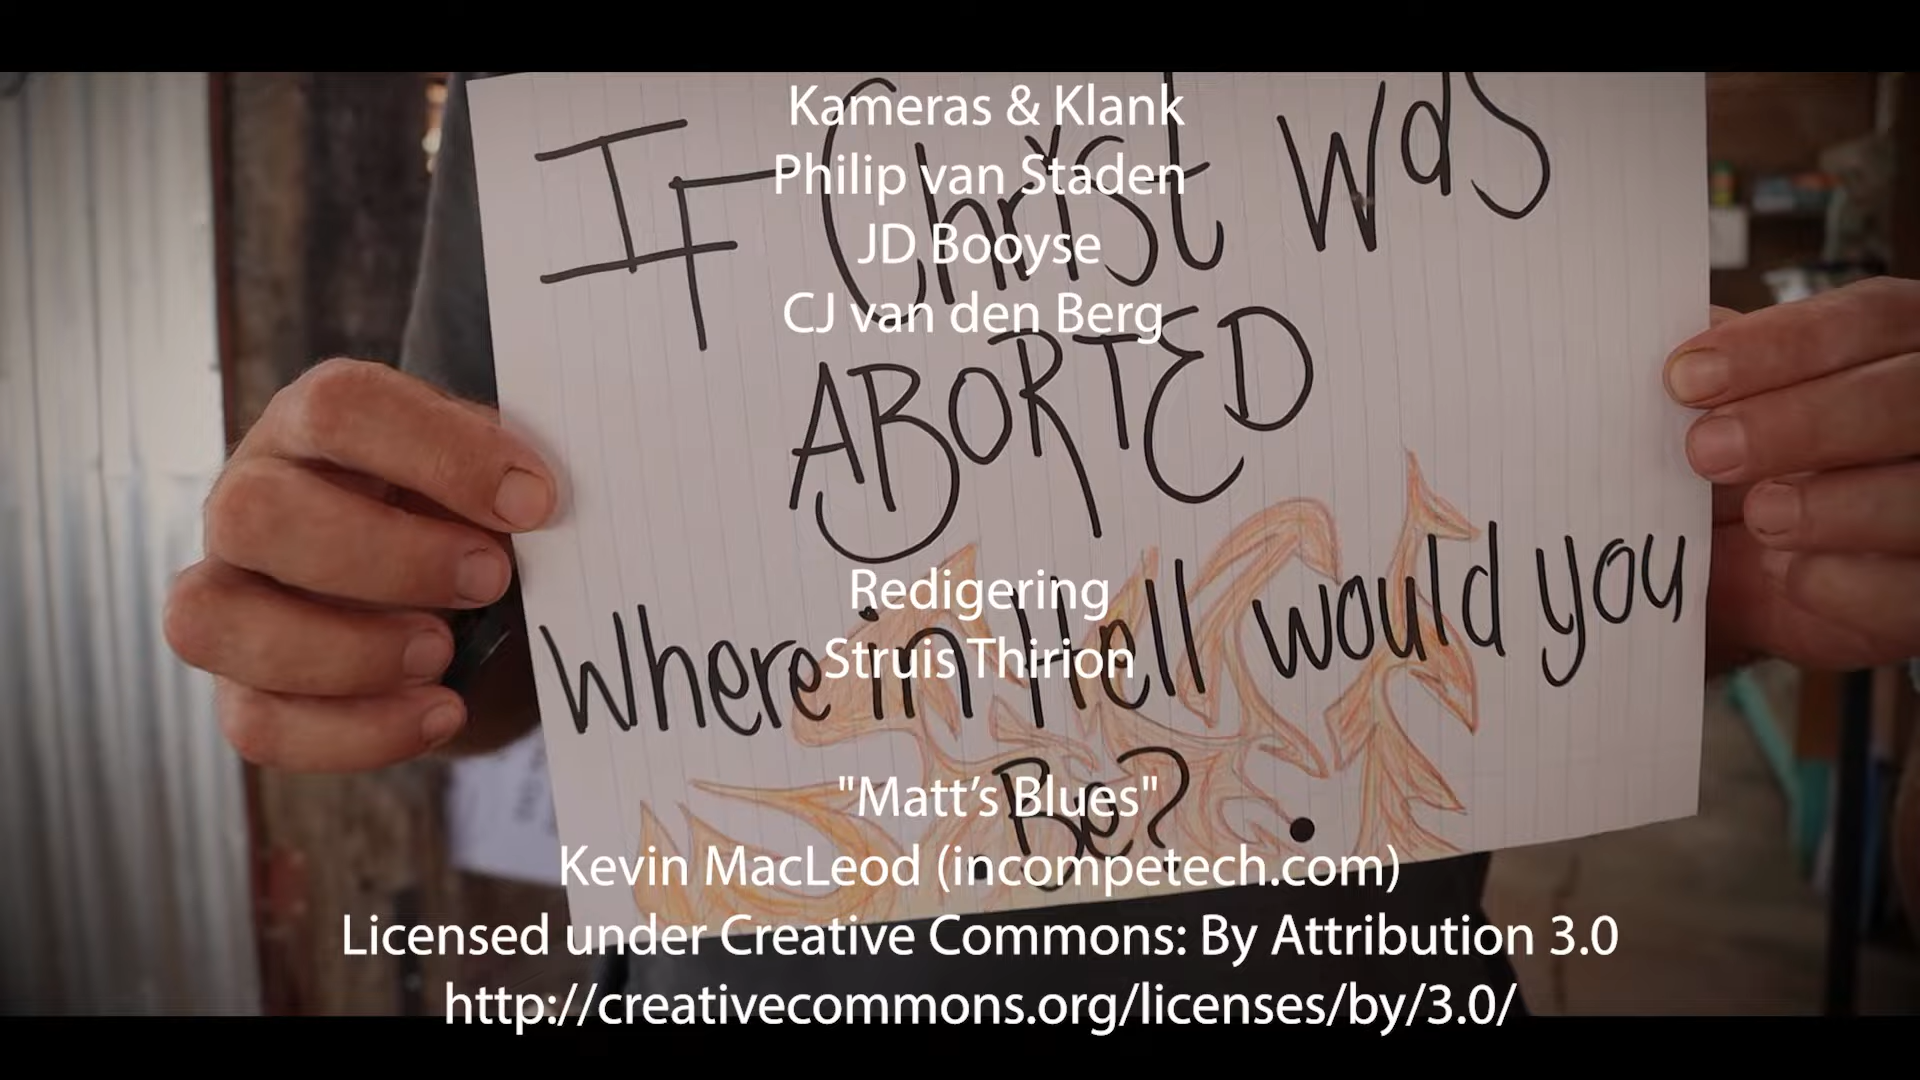 Kameras & Klank
Philip van Staden
JD Booyse
CJ van den Berg
Redigering
Struis Thirion
"Matt’s Blues"
Kevin MacLeod (incompetech.com)
Licensed under Creative Commons: By Attribution 3.0
http://creativecommons.org/licenses/by/3.0/
IF Christ was
ABORTED
Where in Hell would you
Be?